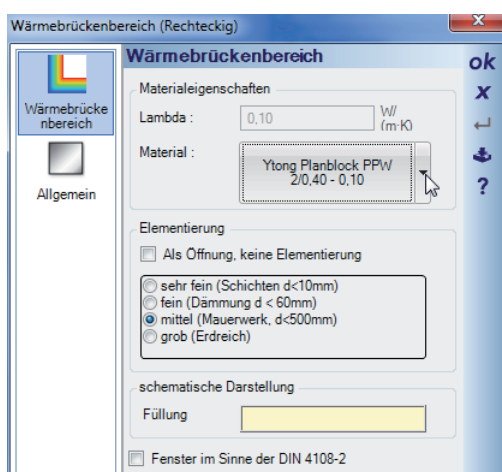 Wärmebrückenbereich (Rechteckig)
x
Wärmebrücke
nbereich
Allgemein
Wärmebrückenbereich
Materialeigenschaften
Lambda :
0,10
W/
(m·K)
Material :
Ytong Planblock PPW
2/0,40 - 0,10
Elementierung
Als Öffnung, keine Elementierung
sehr fein (Schichten d<10mm)
fein (Dämmung d < 60mm)
mittel (Mauerwerk, d<500mm)
grob (Erdreich)
schematische Darstellung
Füllung
Fenster im Sinne der DIN 4108-2
ok
x
?